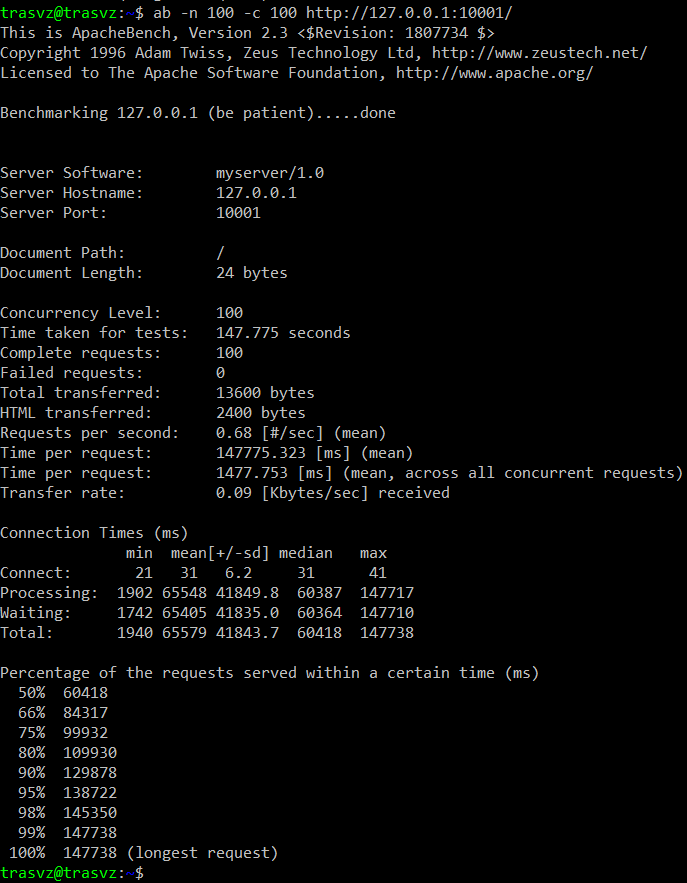 trasvz@trasvz:~$ ab -n 100 -c 100 http://127.0.0.1:10001/
This is ApacheBench, Version 2.3 <$Revision: 1807734 $>
Copyright 1996 Adam Twiss, Zeus Technology Ltd, http://www.zeustech.net/
Licensed to The Apache Software Foundation, http://www.apache.org/

Benchmarking 127.0.0.1 (be patient).....done


Server Software:        myserver/1.0
Server Hostname:        127.0.0.1
Server Port:            10001

Document Path:          /
Document Length:        24 bytes

Concurrency Level:      100
Time taken for tests:   147.775 seconds
Complete requests:      100
Failed requests:        0
Total transferred:      13600 bytes
HTML transferred:       2400 bytes
Requests per second:    0.68 [#/sec] (mean)
Time per request:       147775.323 [ms] (mean)
Time per request:       1477.753 [ms] (mean, across all concurrent requests)
Transfer rate:          0.09 [Kbytes/sec] received

Connection Times (ms)
              min  mean[+/-sd] median   max
Connect:       21   31   6.2     31      41
Processing:  1902 65548 41849.8  60387  147717
Waiting:     1742 65405 41835.0  60364  147710
Total:       1940 65579 41843.7  60418  147738

Percentage of the requests served within a certain time (ms)
  50%  60418
  66%  84317
  75%  99932
  80%  109930
  90%  129878
  95%  138722
  98%  145350
  99%  147738
 100%  147738 (longest request)
trasvz@trasvz:~$